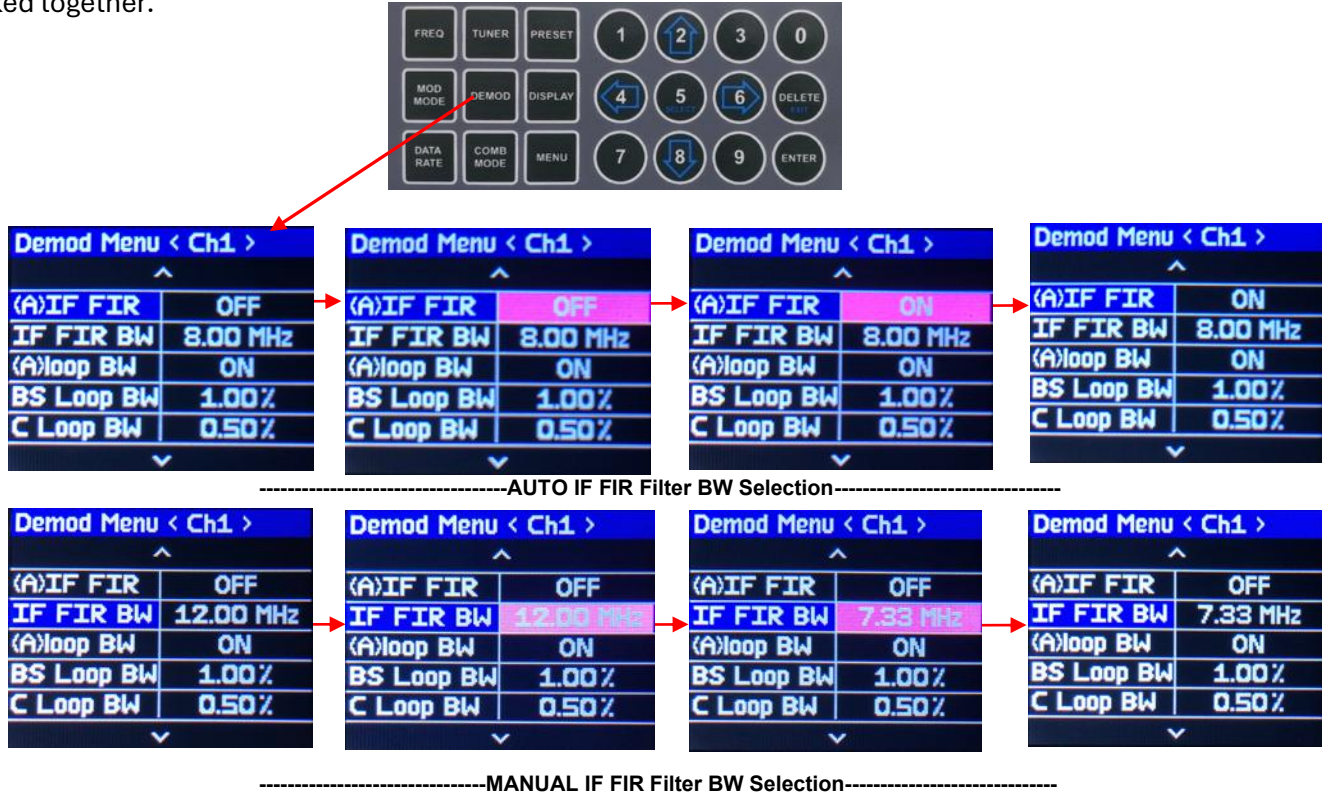 ked together.
FREQ TUNER PRESET 1 2 3 0
MOD MODE DEMOD DISPLAY 4 5 SELECT 6 DELETE EXIT
DATA RATE COMB MODE MENU 7 8 9 ENTER
Demod Menu < Ch1 > Demod Menu < Ch1 > Demod Menu < Ch1 > Demod Menu < Ch1 >
(A)IF FIR OFF (A)IF FIR OFF (A)IF FIR ON (A)IF FIR ON
IF FIR BW 8.00 MHz IF FIR BW 8.00 MHz IF FIR BW 8.00 MHz IF FIR BW 8.00 MHz
(A)loop BW ON (A)loop BW ON (A)loop BW ON (A)loop BW ON
BS Loop BW 1.00% BS Loop BW 1.00% BS Loop BW 1.00% BS Loop BW 1.00%
C Loop BW 0.50% C Loop BW 0.50% C Loop BW 0.50% C Loop BW 0.50%
-----------------------------------AUTO IF FIR Filter BW Selection--------------------------------
Demod Menu < Ch1 > Demod Menu < Ch1 > Demod Menu < Ch1 > Demod Menu < Ch1 >
(A)IF FIR OFF (A)IF FIR OFF (A)IF FIR OFF (A)IF FIR OFF
IF FIR BW 12.00 MHz IF FIR BW 12.00 MHz IF FIR BW 7.33 MHz IF FIR BW 7.33 MHz
(A)loop BW ON (A)loop BW ON (A)loop BW ON (A)loop BW ON
BS Loop BW 1.00% BS Loop BW 1.00% BS Loop BW 1.00% BS Loop BW 1.00%
C Loop BW 0.50% C Loop BW 0.50% C Loop BW 0.50% C Loop BW 0.50%
--------------------------------MANUAL IF FIR Filter BW Selection------------------------------